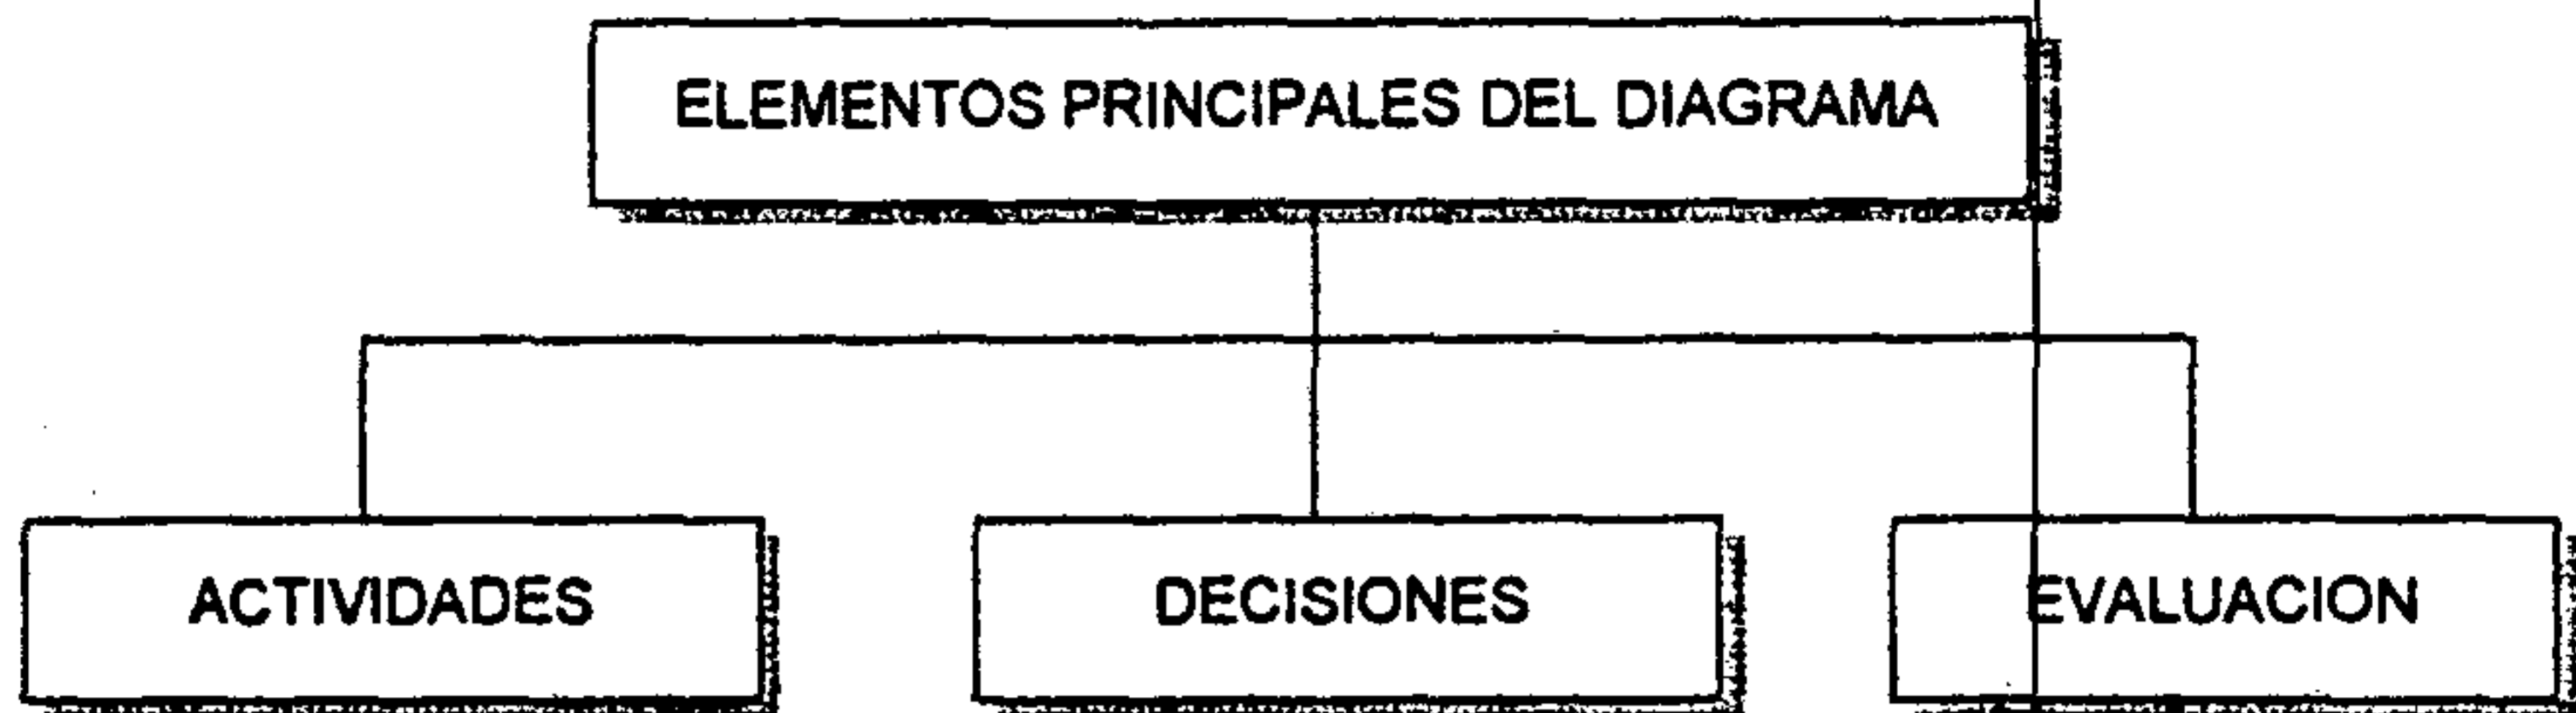 ELEMENTOS PRINCIPALES DEL DIAGRAMA
ACTIVIDADES
DECISIONES
EVALUACION